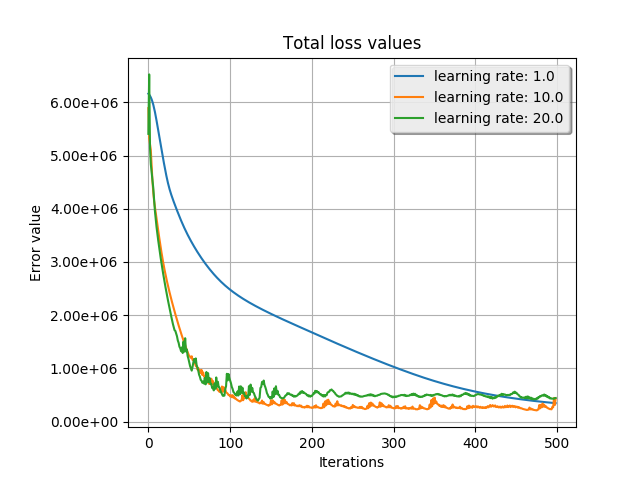 Total loss values
learning rate: 1.0
learning rate: 10.0
learning rate: 20.0
6.00e+06
5.00e+06
4.00e+06
3.00e+06
2.00e+06
1.00e+06
0.00e+00
Error value
0 100 200 300 400 500
Iterations